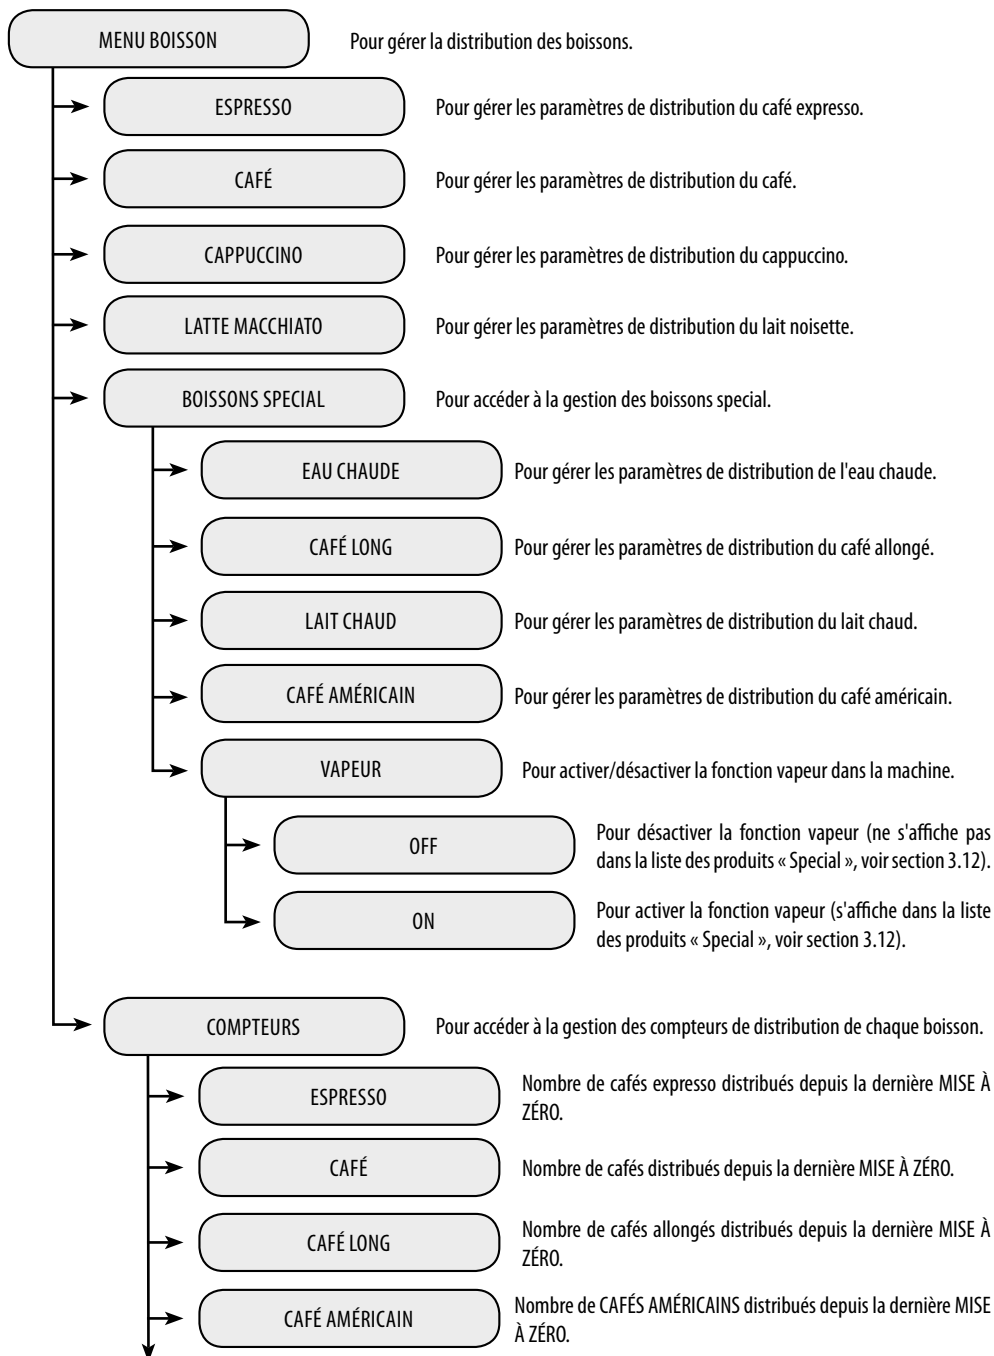 MENU BOISSON
Pour gérer la distribution des boissons.
ESPRESSO
Pour gérer les paramètres de distribution du café expresso.
CAFÉ
Pour gérer les paramètres de distribution du café.
CAPPUCCINO
Pour gérer les paramètres de distribution du cappuccino.
LATTE MACCHIATO
Pour gérer les paramètres de distribution du lait noisette.
BOISSONS SPECIAL
Pour accéder à la gestion des boissons special.
EAU CHAUDE
Pour gérer les paramètres de distribution de l'eau chaude.
CAFÉ LONG
Pour gérer les paramètres de distribution du café allongé.
LAIT CHAUD
Pour gérer les paramètres de distribution du lait chaud.
CAFÉ AMÉRICAIN
Pour gérer les paramètres de distribution du café américain.
VAPEUR
Pour activer/désactiver la fonction vapeur dans la machine.
OFF
Pour désactiver la fonction vapeur (ne s'affiche pas
dans la liste des produits « Special », voir section 3.12).
ON
Pour activer la fonction vapeur (s'affiche dans la liste
des produits « Special », voir section 3.12).
COMPTEURS
Pour accéder à la gestion des compteurs de distribution de chaque boisson.
ESPRESSO
Nombre de cafés expresso distribués depuis la dernière MISE À
ZÉRO.
CAFÉ
Nombre de cafés distribués depuis la dernière MISE À ZÉRO.
CAFÉ LONG
Nombre de cafés allongés distribués depuis la dernière MISE À
ZÉRO.
CAFÉ AMÉRICAIN
Nombre de CAFÉS AMÉRICAINS distribués depuis la dernière MISE
À ZÉRO.